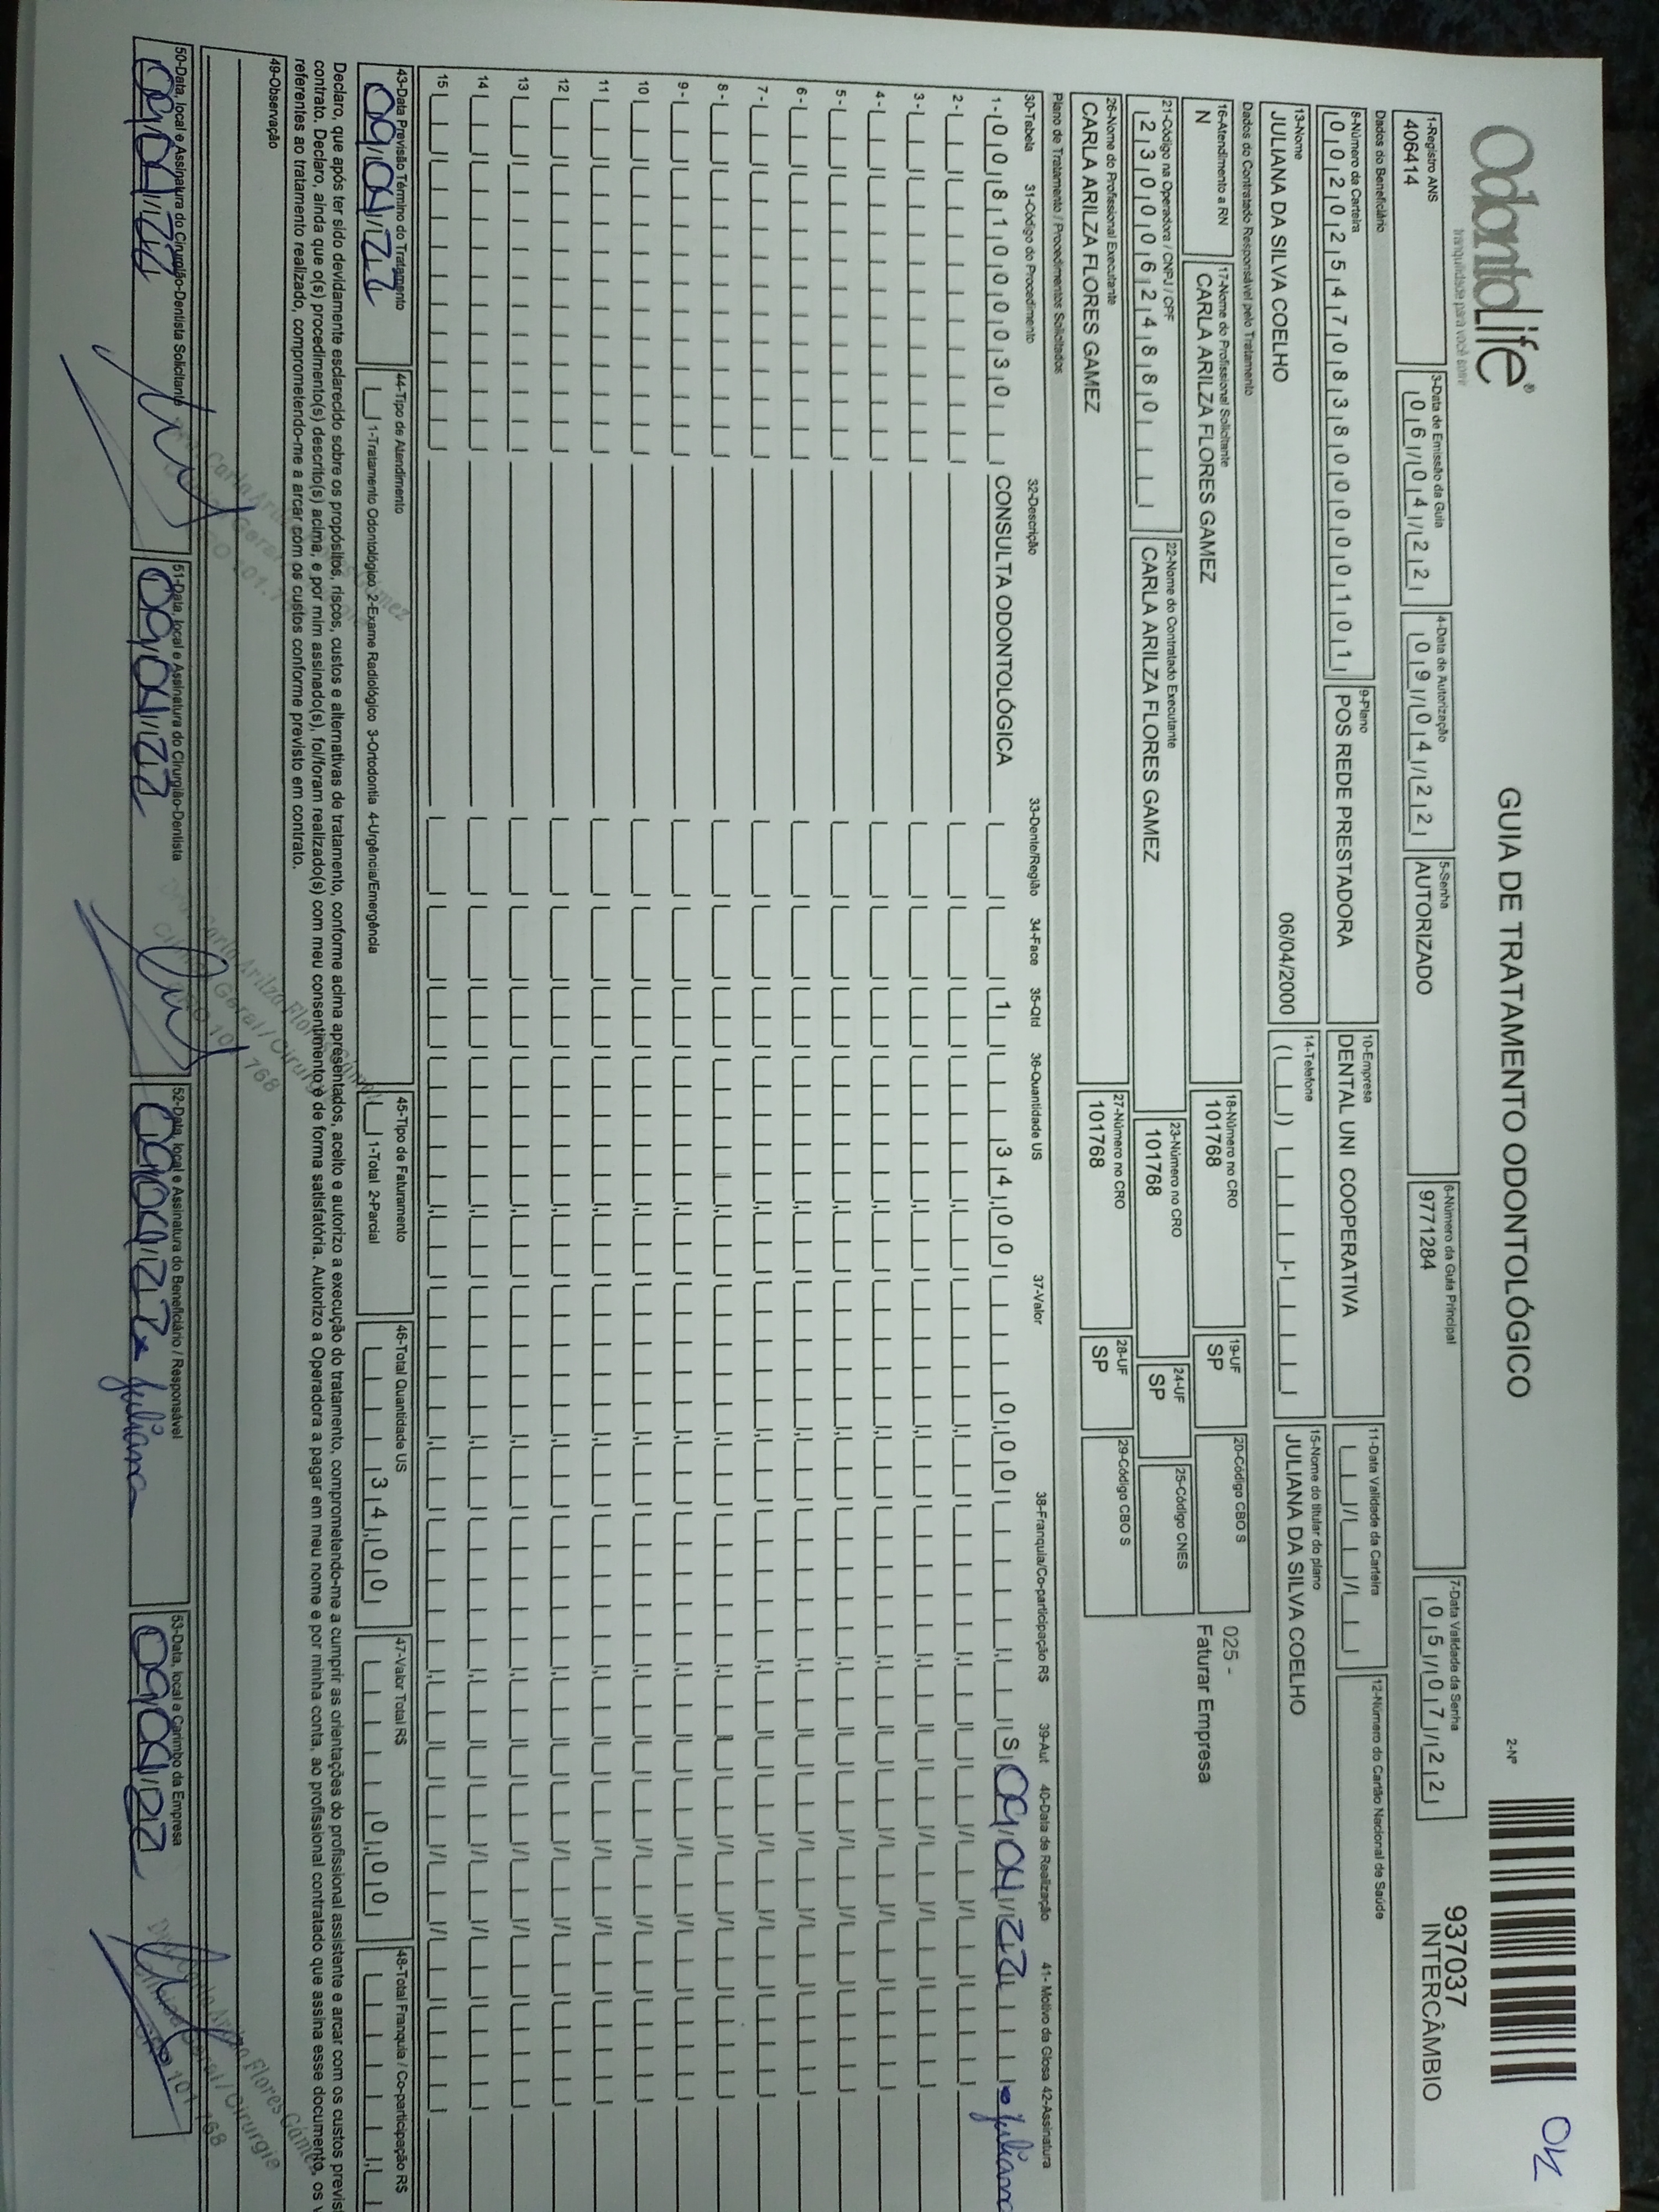 OdontoLife®
tranquilidade para você sorrir
GUIA DE TRATAMENTO ODONTOLÓGICO
2-Nº
937037
INTERCÂMBIO
OK
1-Registro ANS
406414
3-Data de Emissão da Guia
06/04/22
4-Data de Autorização
09/04/22
5-Senha
AUTORIZADO
6-Número da Guia Principal
9771284
7-Data Validade da Senha
05/07/22
Dados do Beneficiário
8-Número da Carteira
00202547083800000101
9-Plano
POS REDE PRESTADORA
10-Empresa
DENTAL UNI COOPERATIVA
11-Data Validade da Carteira
12-Número do Cartão Nacional de Saúde
13-Nome
JULIANA DA SILVA COELHO
06/04/2000
14-Telefone
15-Nome do titular do plano
JULIANA DA SILVA COELHO
Dados do Contratado Responsável pelo Tratamento
16-Atendimento a RN
N
17-Nome do Profissional Solicitante
CARLA ARILZA FLORES GAMEZ
18-Número no CRO
101768
19-UF
SP
20-Código CBO S
025 -
Faturar Empresa
21-Código na Operadora / CNPJ / CPF
23000624880
22-Nome do Contratado Executante
CARLA ARILZA FLORES GAMEZ
23-Número no CRO
101768
24-UF
SP
25-Código CNES
26-Nome do Profissional Executante
CARLA ARILZA FLORES GAMEZ
27-Número no CRO
101768
28-UF
SP
29-Código CBO S
Plano de Tratamento / Procedimentos Solicitados
30-Tabela 31-Código do Procedimento 32-Descrição 33-Dente/Região 34-Face 35-Qtd 36-Quantidade US 37-Valor 38-Franquia/Co-participação R$ 39-Aut 40-Data de Realização 41- Motivo da Glosa 42-Assinatura
1- 00 81000030 CONSULTA ODONTOLÓGICA 1 34,00 0,00 S 09/04/22 Juliana
2-
3-
4-
5-
6-
7-
8-
9-
10
11
12
13
14
15
43-Data Previsão Término do Tratamento
09/04/22
44-Tipo de Atendimento
1-Tratamento Odontológico 2-Exame Radiológico 3-Ortodontia 4-Urgência/Emergência
45-Tipo de Faturamento
1-Total 2-Parcial
46-Total Quantidade US
34,00
47-Valor Total R$
0,00
48-Total Franquia / Co-participação R$
Declaro, que após ter sido devidamente esclarecido sobre os propósitos, riscos, custos e alternativas de tratamento, conforme acima apresentados, aceito e autorizo a execução do tratamento, comprometendo-me a cumprir as orientações do profissional assistente e arcar com os custos previs
contrato. Declaro, ainda que o(s) procedimento(s) descrito(s) acima, e por mim assinado(s), foi/foram realizado(s) com meu consentimento e de forma satisfatória. Autorizo a Operadora a pagar em meu nome e por minha conta, ao profissional contratado que assina esse documento, os v
referentes ao tratamento realizado, comprometendo-me a arcar com os custos conforme previsto em contrato.
49-Observação
50-Data, local e Assinatura do Cirurgião-Dentista Solicitante
09/04/22
51-Data, local e Assinatura do Cirurgião-Dentista
09/04/22
52-Data, local e Assinatura do Beneficiário / Responsável
09/04/22 Juliana
53-Data, local e Carimbo da Empresa
09/04/22